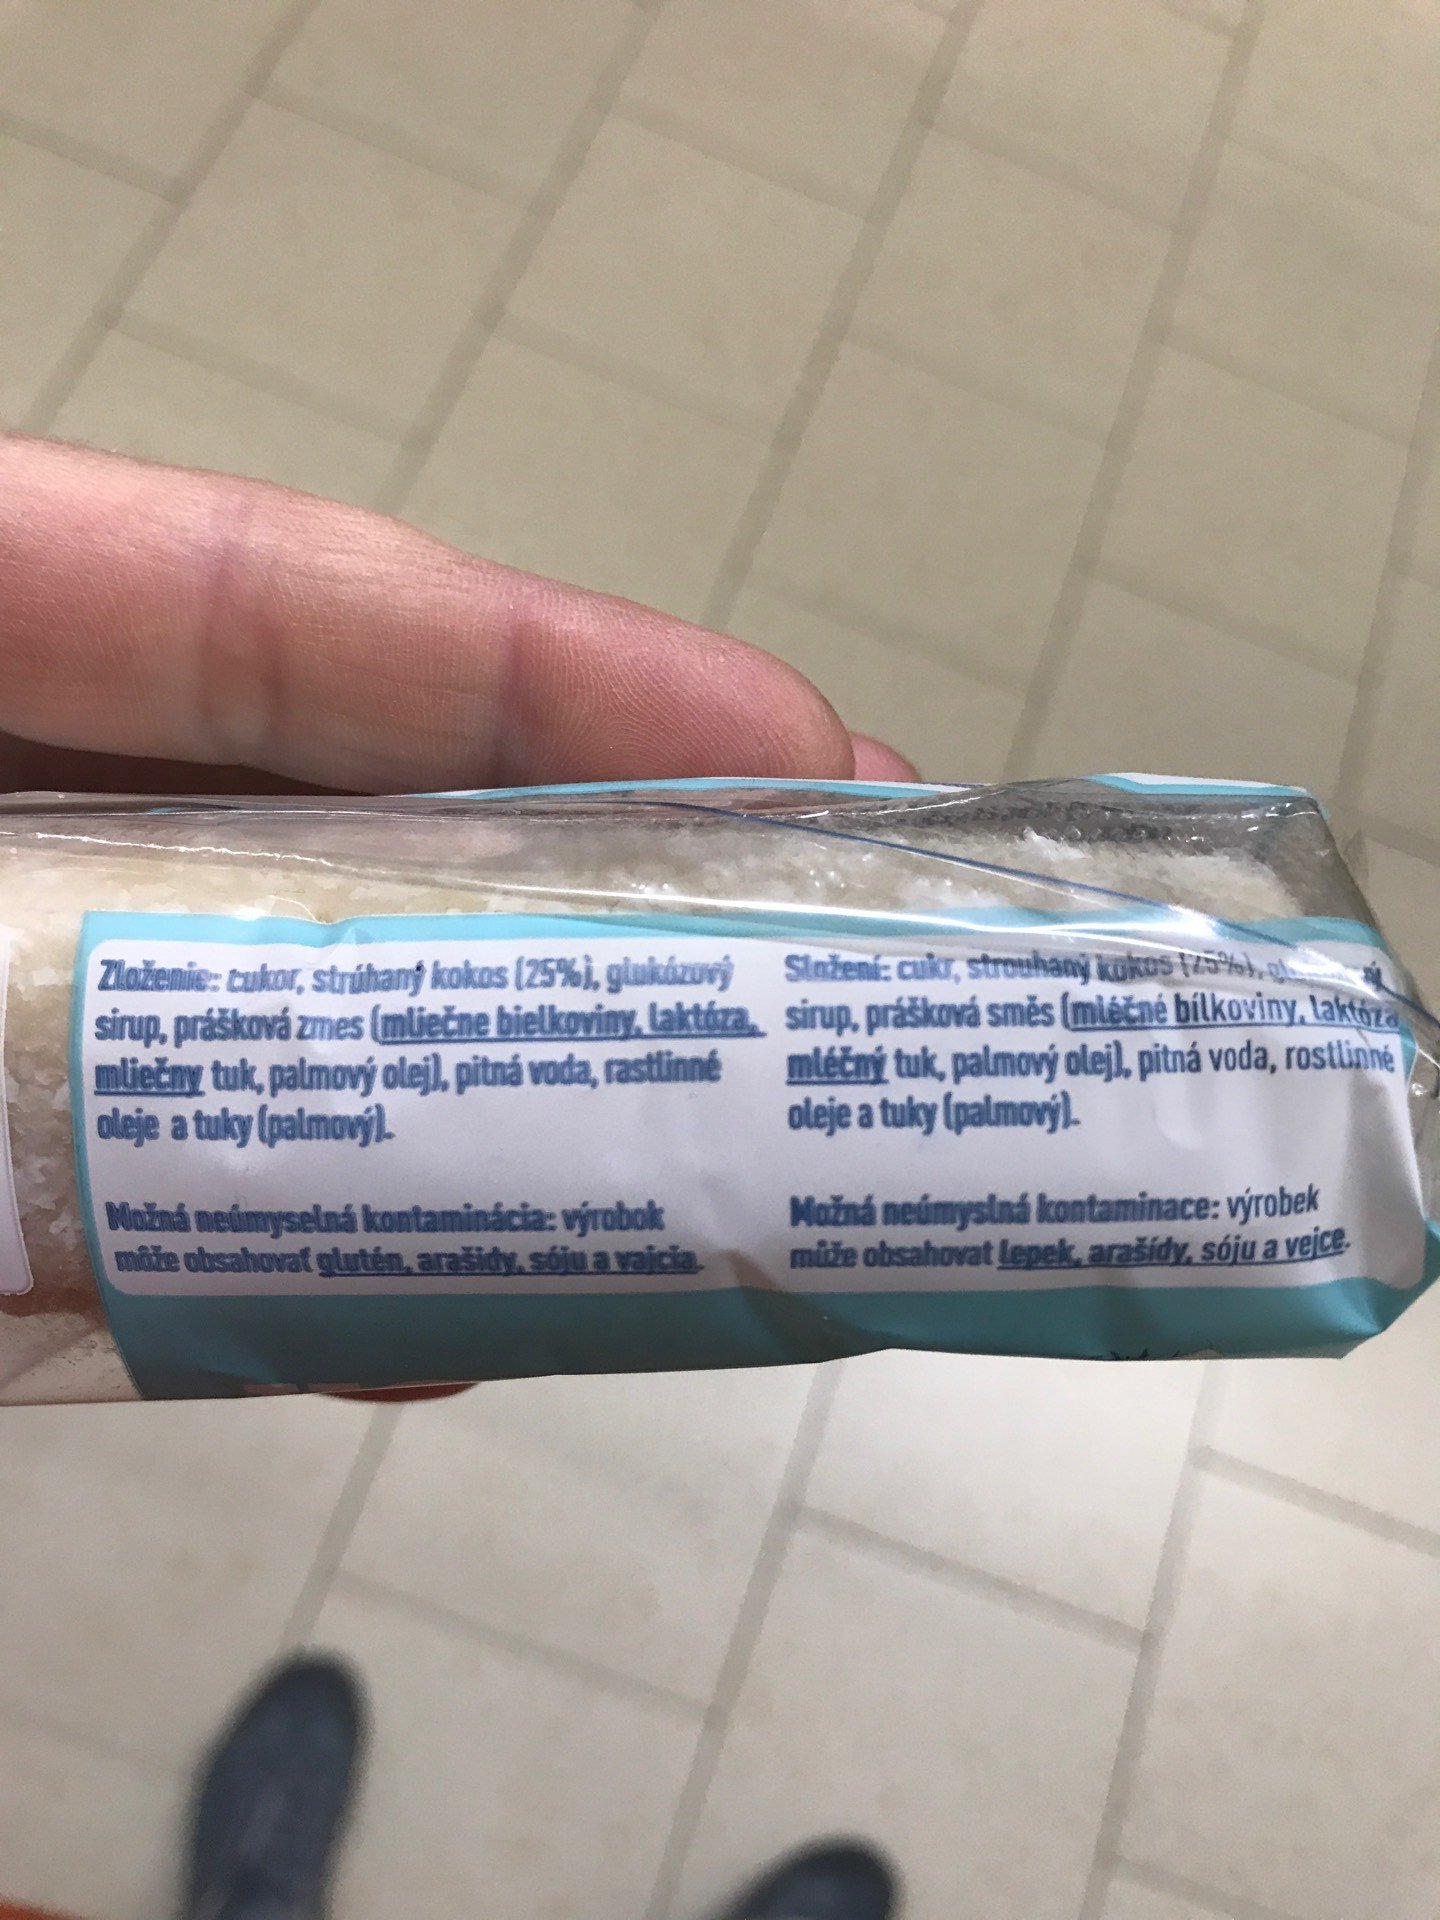 Zloženie: cukor, strúhaný kokos (25%), glukózový
sirup, prášková zmes (mliečne bielkoviny, laktóza,
mliečny tuk, palmový olej), pitná voda, rastlinné
oleje a tuky (palmový).
Možná neúmyselná kontaminácia: výrobok
môže obsahovať glutén, arašidy, sóju a vajcia.
Složení: cukr, strouhaný kokos (25%),
sirup, prášková směs (mléčné bílkoviny, laktóza
mléčný tuk, palmový olej), pitná voda, rostlinné
oleje a tuky (palmový).
Možná neúmyslná kontaminace: výrobek
může obsahovat lepek, arašídy, sóju a vejce.